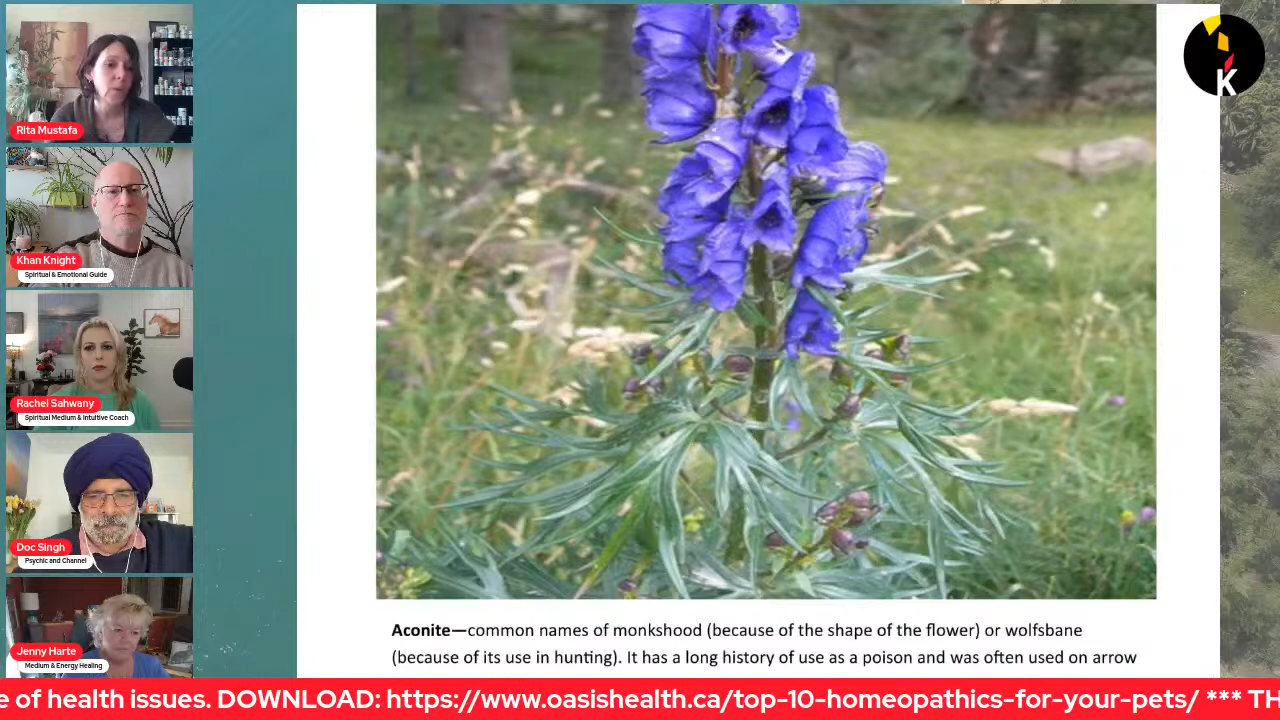 Rita Mustafa
Khan Knight
Spiritual & Emotional Guide
Rachel Sahwany
Spiritual Medium & Intuitive Coach
Doc Singh
Psychic and Channel
Jenny Harte
Medium & Energy Healing
K
Aconite—common names of monkshood (because of the shape of the flower) or wolfsbane
(because of its use in hunting). It has a long history of use as a poison and was often used on arrow
e of health issues. DOWNLOAD: https://www.oasishealth.ca/top-10-homeopathics-for-your-pets/ *** TH